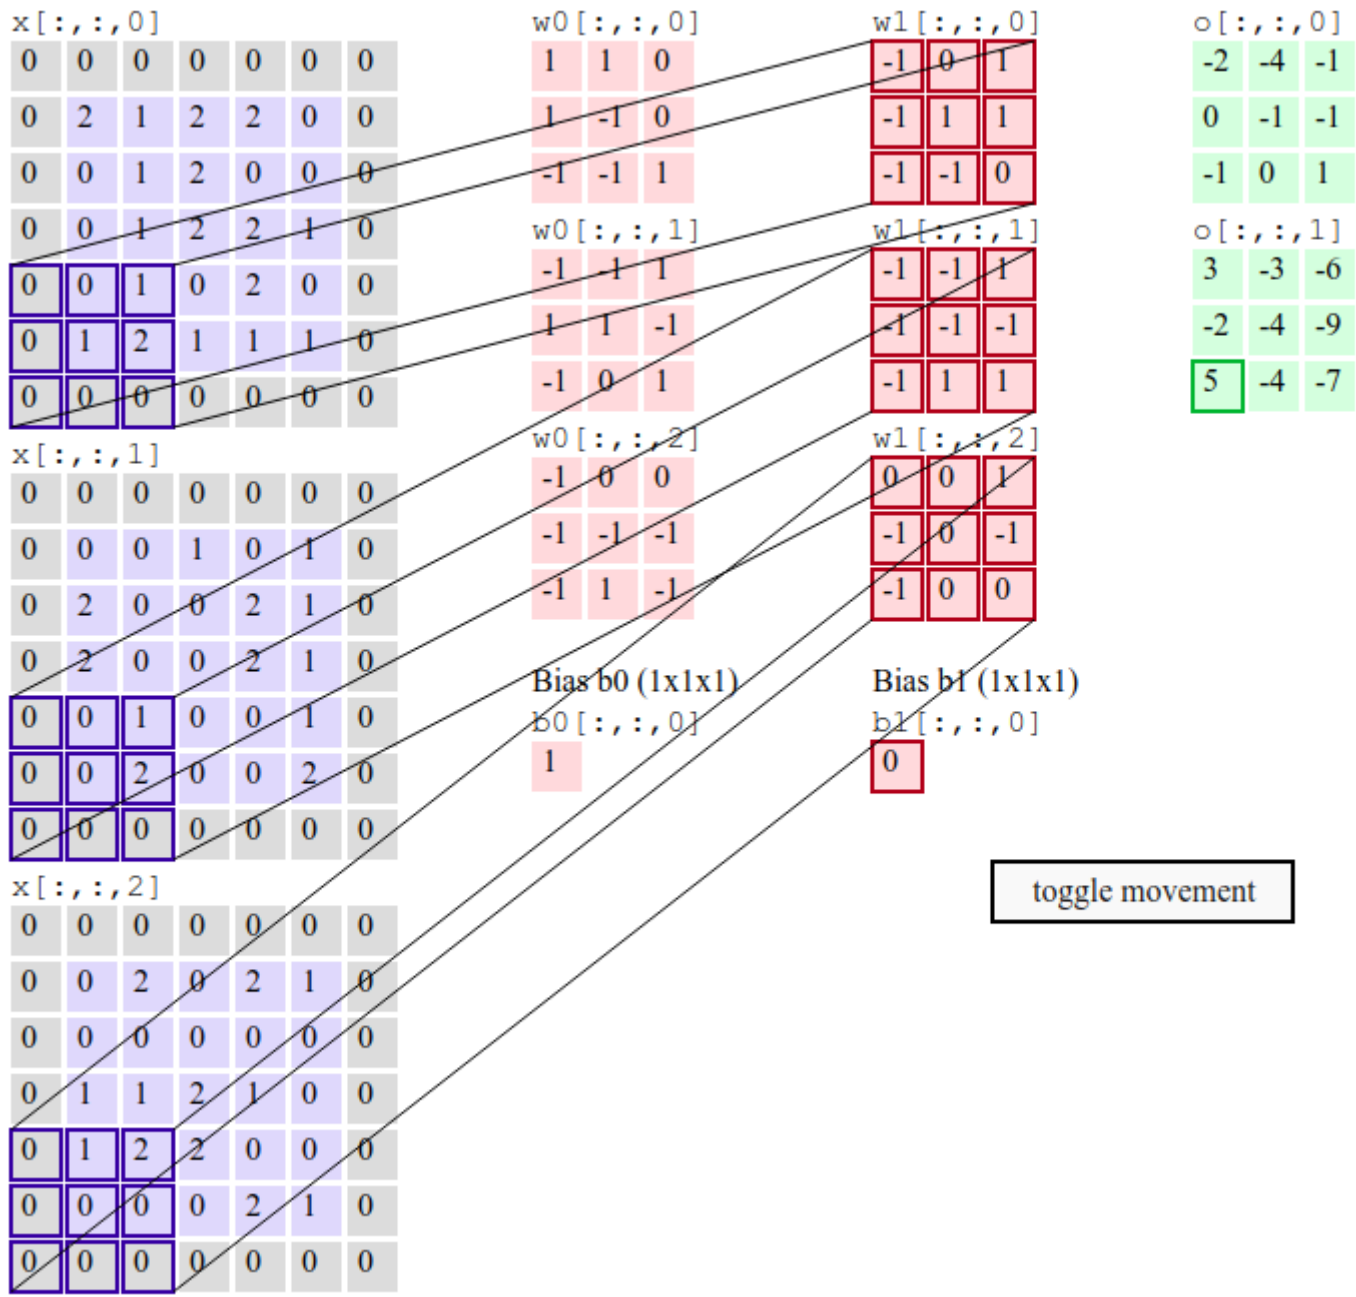 x[:,:,0]
0 0 0 0 0 0 0
0 2 1 2 2 0 0
0 0 1 2 0 0 0
0 0 1 2 2 1 0
0 0 1 0 2 0 0
0 1 2 1 1 1 0
0 0 0 0 0 0 0
x[:,:,1]
0 0 0 0 0 0 0
0 0 0 1 0 1 0
0 2 0 0 2 1 0
0 2 0 0 2 1 0
0 0 1 0 0 1 0
0 0 2 0 0 2 0
0 0 0 0 0 0 0
x[:,:,2]
0 0 0 0 0 0 0
0 0 2 0 2 1 0
0 0 0 0 0 0 0
0 1 1 2 1 0 0
0 1 2 2 0 0 0
0 0 0 0 2 1 0
0 0 0 0 0 0 0
w0[:,:,0]
1 1 0
1 -1 0
-1 -1 1
w0[:,:,1]
-1 -1 1
1 1 -1
-1 0 1
w0[:,:,2]
-1 0 0
-1 -1 -1
-1 1 -1
Bias b0 (1x1x1)
b0[:,:,0]
1
w1[:,:,0]
-1 0 1
-1 1 1
-1 -1 0
w1[:,:,1]
-1 -1 1
-1 -1 -1
-1 1 1
w1[:,:,2]
0 0 1
-1 0 -1
-1 0 0
Bias b1 (1x1x1)
b1[:,:,0]
0
o[:,:,0]
-2 -4 -1
0 -1 -1
-1 0 1
o[:,:,1]
3 -3 -6
-2 -4 -9
5 -4 -7
toggle movement